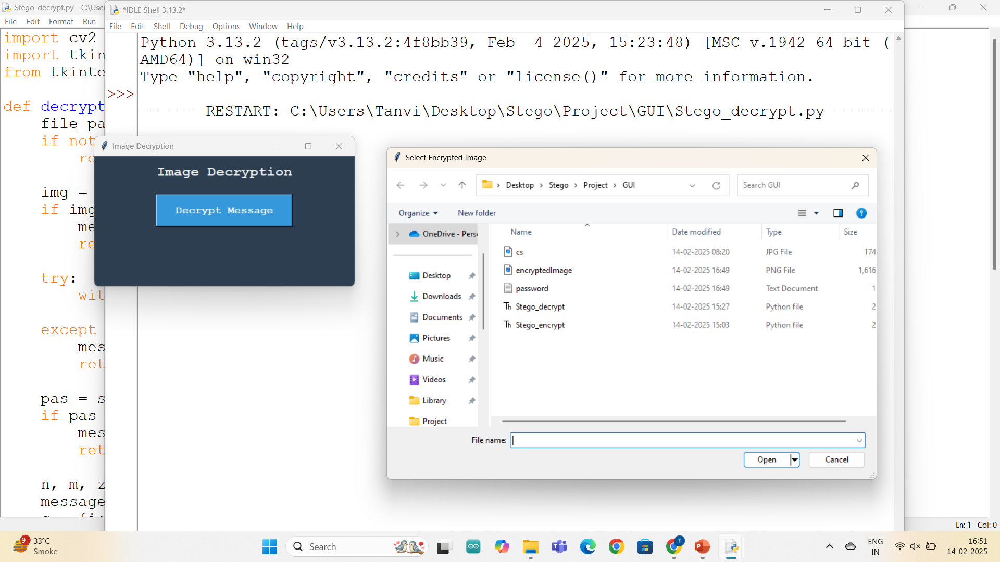 Stego_decrypt.py - C:\User
File Edit Format Run
import cv2
import tkin
from tkinte
def decrypt
file_pa
if not
re
img =
if img
me
re
try:
wit
except
mes
ret
pas = s
if pas
mes
ret
n, m, z
message
*IDLE Shell 3.13.2*
File Edit Shell Debug Options Window Help
Python 3.13.2 (tags/v3.13.2:4f8bb39, Feb  4 2025, 15:23:48) [MSC v.1942 64 bit (
AMD64)] on win32
Type "help", "copyright", "credits" or "license()" for more information.
>>>
====== RESTART: C:\Users\Tanvi\Desktop\Stego\Project\GUI\Stego_decrypt.py ======
Image Decryption
Image Decryption
Decrypt Message
Select Encrypted Image
Desktop > Stego > Project > GUI
Search GUI
Organize New folder
OneDrive - Pers
Desktop
Downloads
Documents
Pictures
Music
Videos
Library
Project
Name Date modified Type Size
cs 14-02-2025 08:20 JPG File 174
encryptedImage 14-02-2025 16:49 PNG File 1,616
password 14-02-2025 16:49 Text Document 1
Stego_decrypt 14-02-2025 15:27 Python file 2
Stego_encrypt 14-02-2025 15:03 Python file 2
File name:
Open Cancel
Ln: 1 Col: 0
9+
33°C
Smoke
Search
T
ENG
IN
16:51
14-02-2025